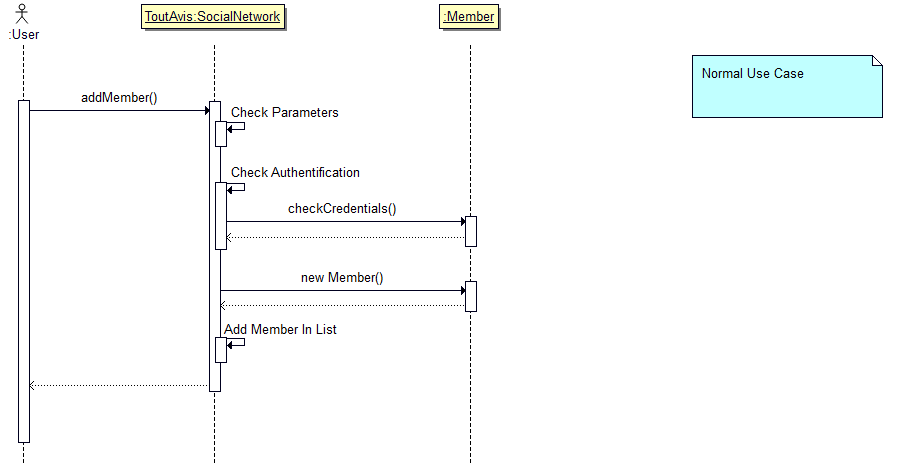 :User
ToutAvis:SocialNetwork
:Member
Normal Use Case
addMember()
Check Parameters
Check Authentification
checkCredentials()
new Member()
Add Member In List